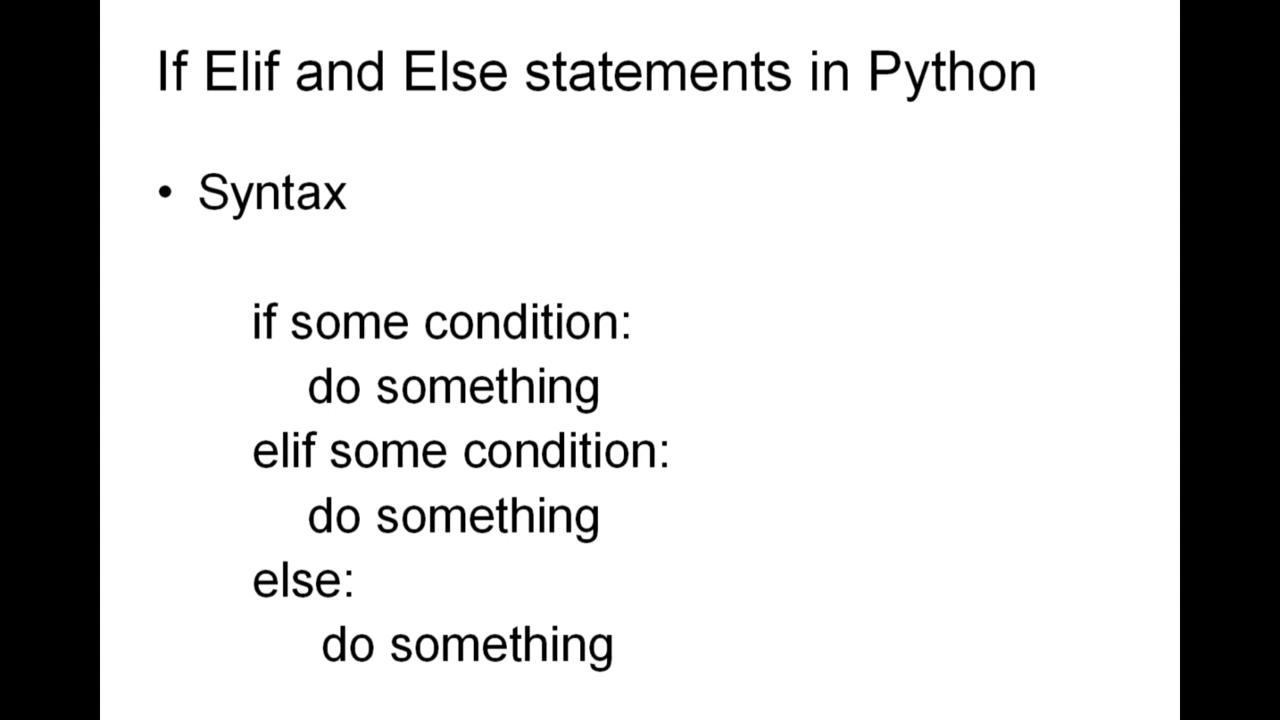 If Elif and Else statements in Python
• Syntax
if some condition:
do something
elif some condition:
do something
else:
do something